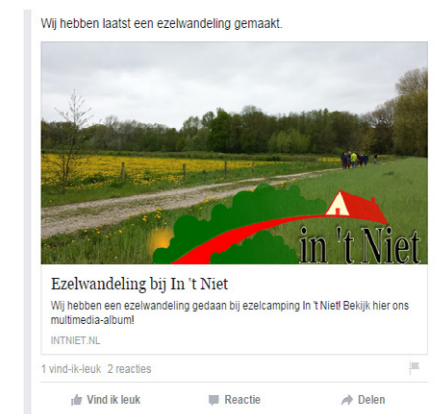 Wij hebben laatst een ezelwandeling gemaakt.
in 't Niet
Ezelwandeling bij In 't Niet
Wij hebben een ezelwandeling gedaan bij ezelcamping In 't Niet! Bekijk hier ons
multimedia-album!
INTNIET.NL
1 vind-ik-leuk 2 reacties
Vind ik leuk Reactie Delen